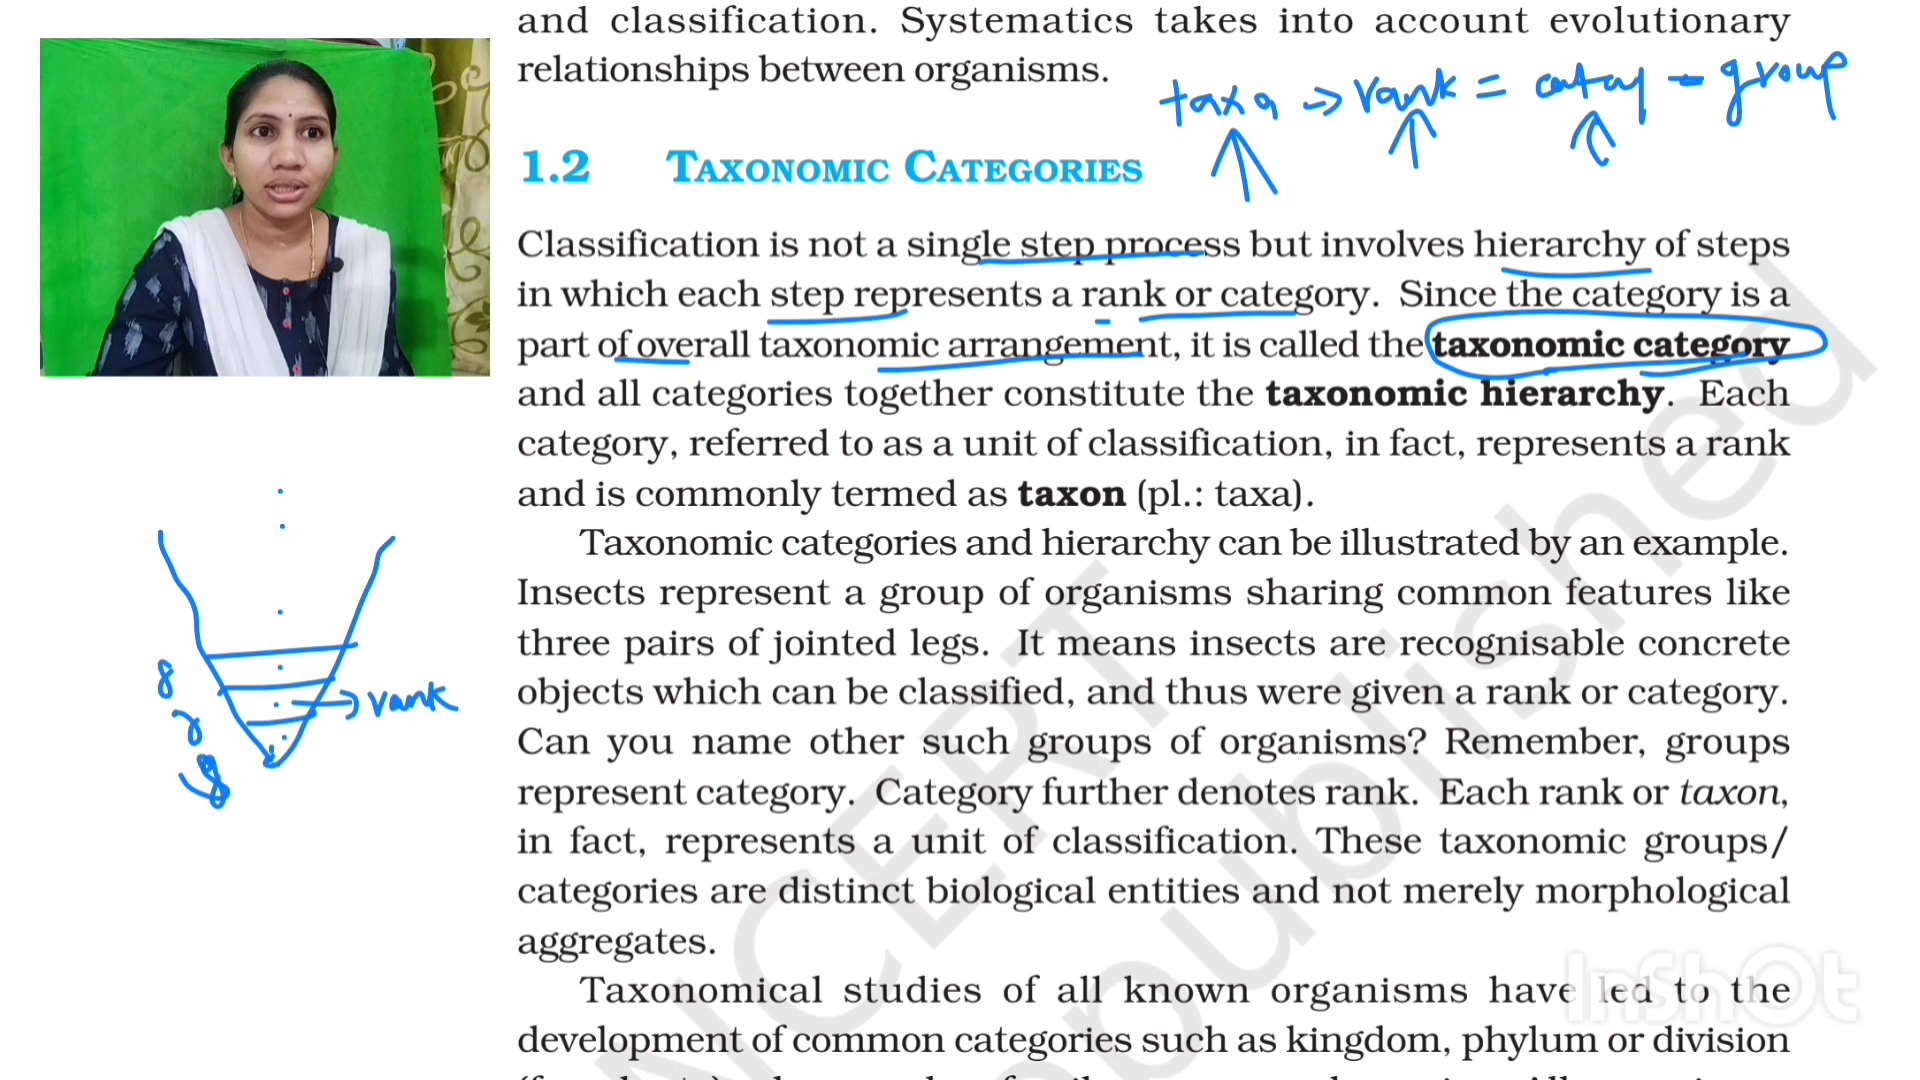 and classification. Systematics takes into account evolutionary
relationships between organisms.
taxa → rank = - group
1.2 TAXONOMIC CATEGORIES
Classification is not a single step process but involves hierarchy of steps
in which each step represents a rank or category. Since the category is a
part of overall taxonomic arrangement, it is called the taxonomic category
and all categories together constitute the taxonomic hierarchy. Each
category, referred to as a unit of classification, in fact, represents a rank
and is commonly termed as taxon (pl.: taxa).
Taxonomic categories and hierarchy can be illustrated by an example.
Insects represent a group of organisms sharing common features like
three pairs of jointed legs. It means insects are recognisable concrete
objects which can be classified, and thus were given a rank or category.
Can you name other such groups of organisms? Remember, groups
represent category. Category further denotes rank. Each rank or taxon,
in fact, represents a unit of classification. These taxonomic groups/
categories are distinct biological entities and not merely morphological
aggregates.
Taxonomical studies of all known organisms have led to the
development of common categories such as kingdom, phylum or division
→ rank
NCERT
published
InShOt